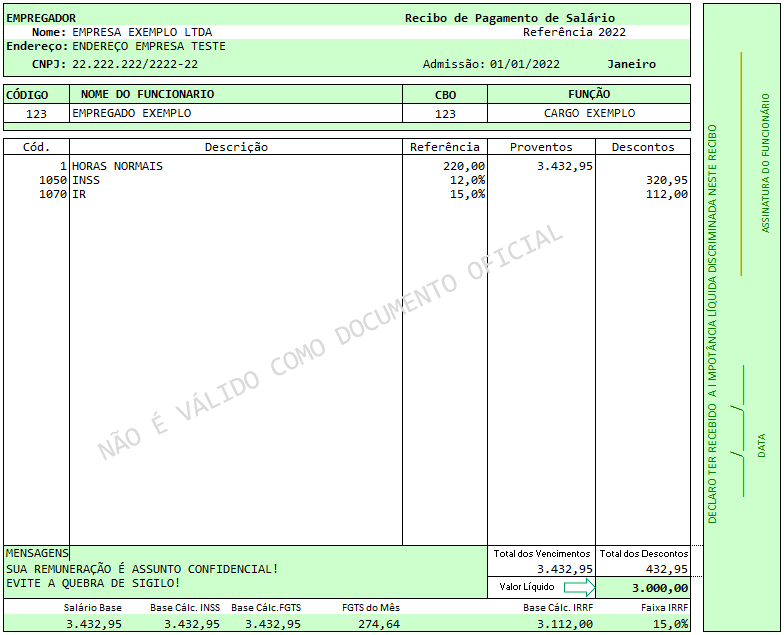 EMPREGADOR Recibo de Pagamento de Salário
Nome: EMPRESA EXEMPLO LTDA Referência 2022
Endereço: ENDEREÇO EMPRESA TESTE
CNPJ: 22.222.222/2222-22 Admissão: 01/01/2022 Janeiro
CÓDIGO NOME DO FUNCIONARIO CBO FUNÇÃO
123 EMPREGADO EXEMPLO 123 CARGO EXEMPLO
Cód. Descrição Referência Proventos Descontos
1 HORAS NORMAIS 220,00 3.432,95
1050 INSS 12,0% 320,95
1070 IR 15,0% 112,00
NÃO É VÁLIDO COMO DOCUMENTO OFICIAL
MENSAGENS Total dos Vencimentos Total dos Descontos
SUA REMUNERAÇÃO É ASSUNTO CONFIDENCIAL! 3.432,95 432,95
EVITE A QUEBRA DE SIGILO! Valor Líquido 3.000,00
Salário Base Base Cálc. INSS Base Cálc.FGTS FGTS do Mês Base Cálc. IRRF Faixa IRRF
3.432,95 3.432,95 3.432,95 274,64 3.112,00 15,0%
DECLARO TER RECEBIDO A I MPOTÂNCIA LÍQUIDA DISCRIMINADA NESTE RECIBO
ASSINATURA DO FUNCIONÁRIO
DATA